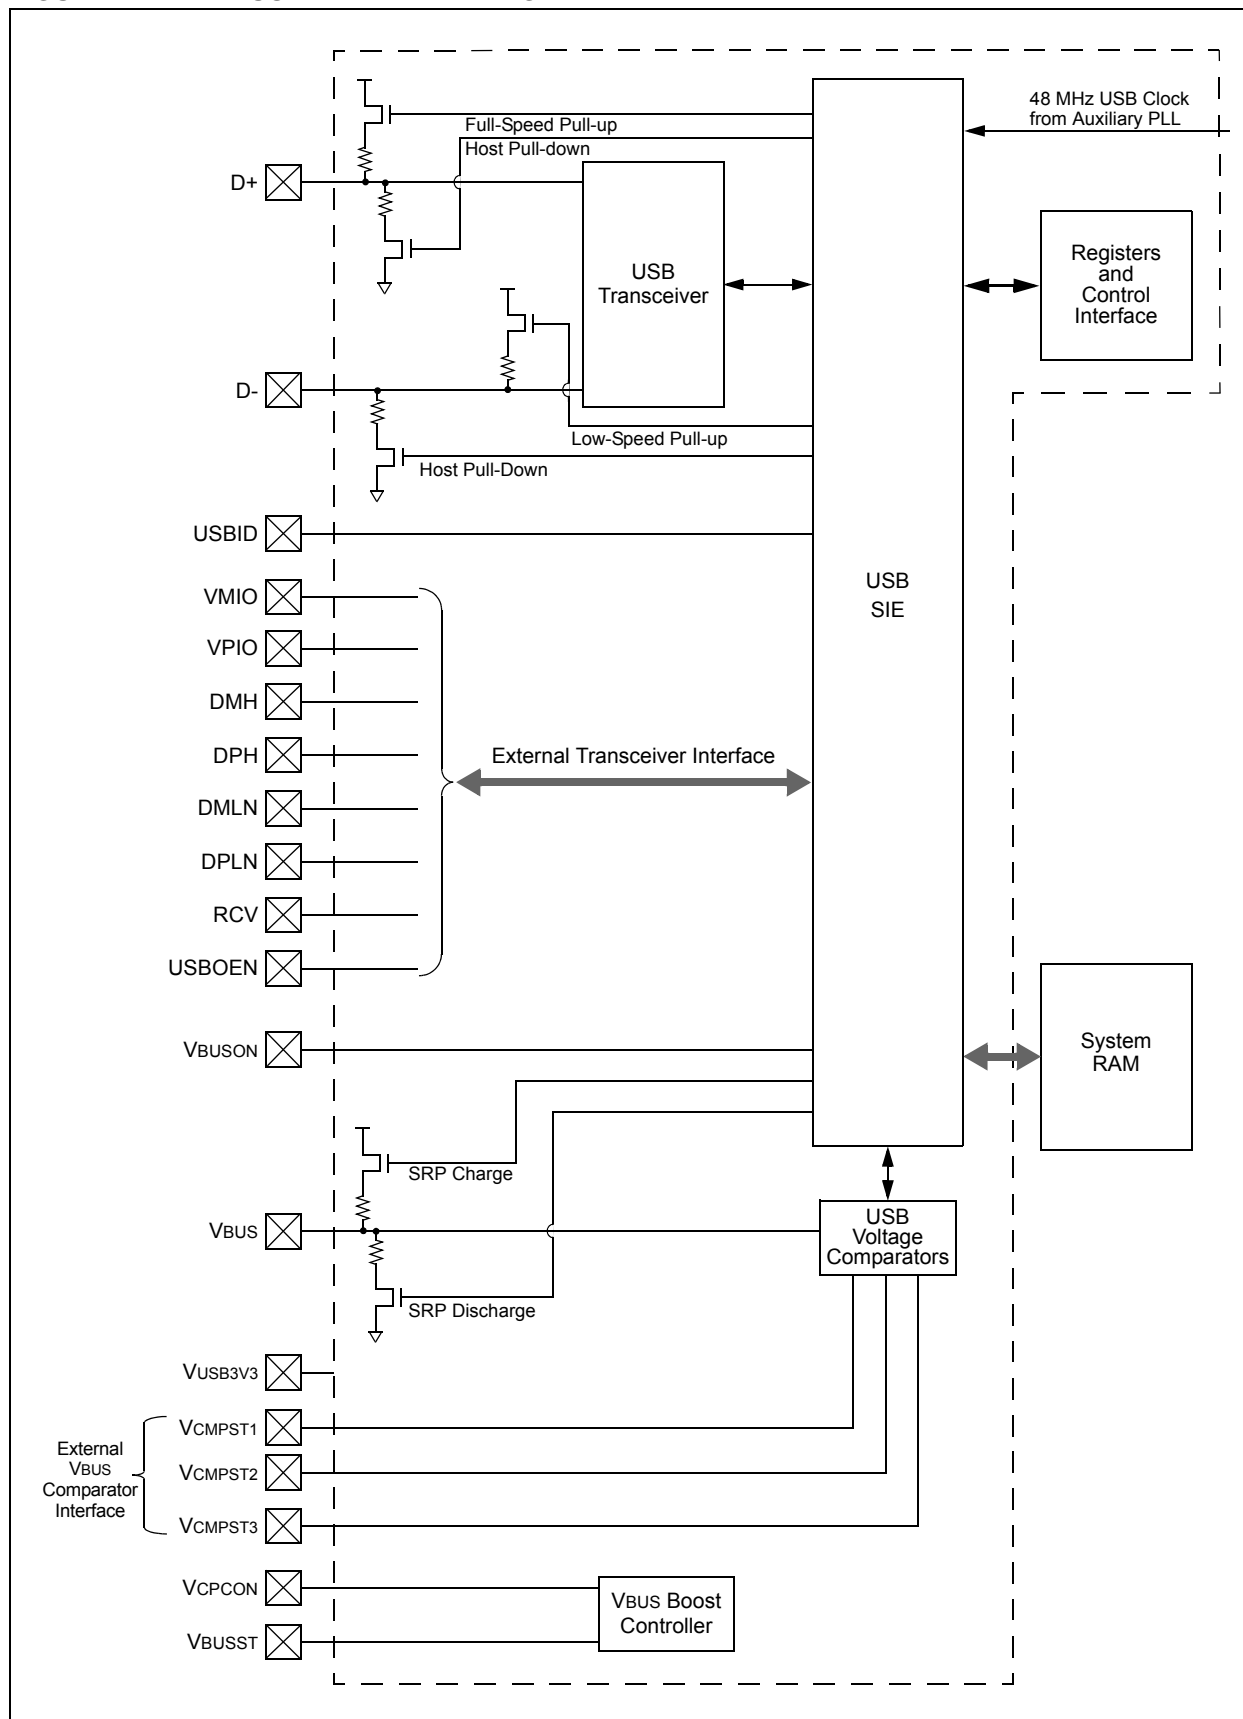 48 MHz USB Clock
from Auxiliary PLL
Full-Speed Pull-up
Host Pull-down
D+
USB
Transceiver
Registers
and
Control
Interface
D-
Low-Speed Pull-up
Host Pull-Down
USBID
USB
SIE
VMIO
VPIO
DMH
DPH
External Transceiver Interface
DMLN
DPLN
RCV
USBOEN
VBUSON
System
RAM
SRP Charge
VBUS
USB
Voltage
Comparators
SRP Discharge
VUSB3V3
External
VBUS
Comparator
Interface
VCMPST1
VCMPST2
VCMPST3
VCPCON
VBUS Boost
Controller
VBUSST